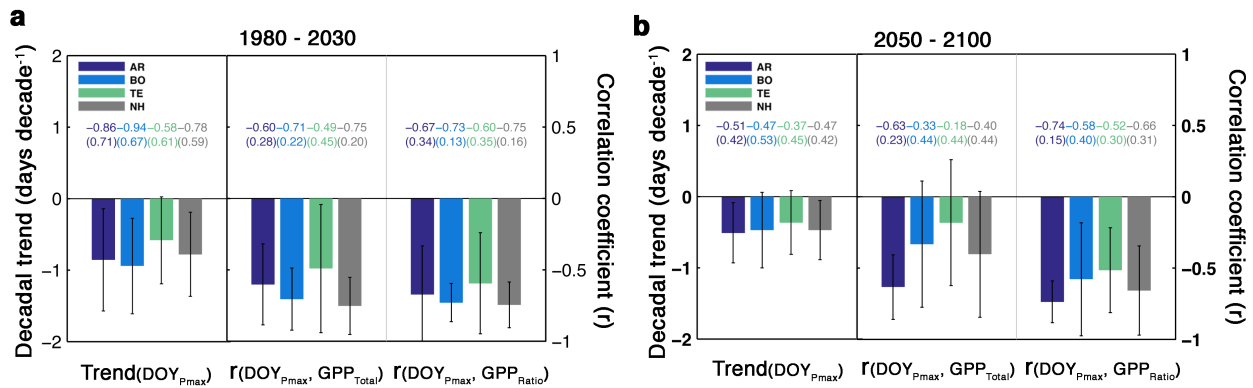 a
1980 - 2030
Decadal trend (days decade⁻¹)
2
1
0
−1
−2
AR
BO
TE
NH
−0.86 −0.94 −0.58 −0.78
(0.71)(0.67)(0.61)(0.59)
−0.60 −0.71 −0.49 −0.75
(0.28)(0.22)(0.45)(0.20)
−0.67 −0.73 −0.60 −0.75
(0.34)(0.13)(0.35)(0.16)
1
0.5
0
−0.5
−1
Correlation coefficient (r)
Trend(DOYPmax)
r(DOYPmax, GPPTotal)
r(DOYPmax, GPPRatio)
b
2050 - 2100
Decadal trend (days decade⁻¹)
2
1
0
−1
−2
AR
BO
TE
NH
−0.51 −0.47 −0.37 −0.47
(0.42)(0.53)(0.45)(0.42)
−0.63 −0.33 −0.18 −0.40
(0.23)(0.44)(0.44)(0.44)
−0.74 −0.58 −0.52 −0.66
(0.15)(0.40)(0.30)(0.31)
1
0.5
0
−0.5
−1
Correlation coefficient (r)
Trend(DOYPmax)
r(DOYPmax, GPPTotal)
r(DOYPmax, GPPRatio)